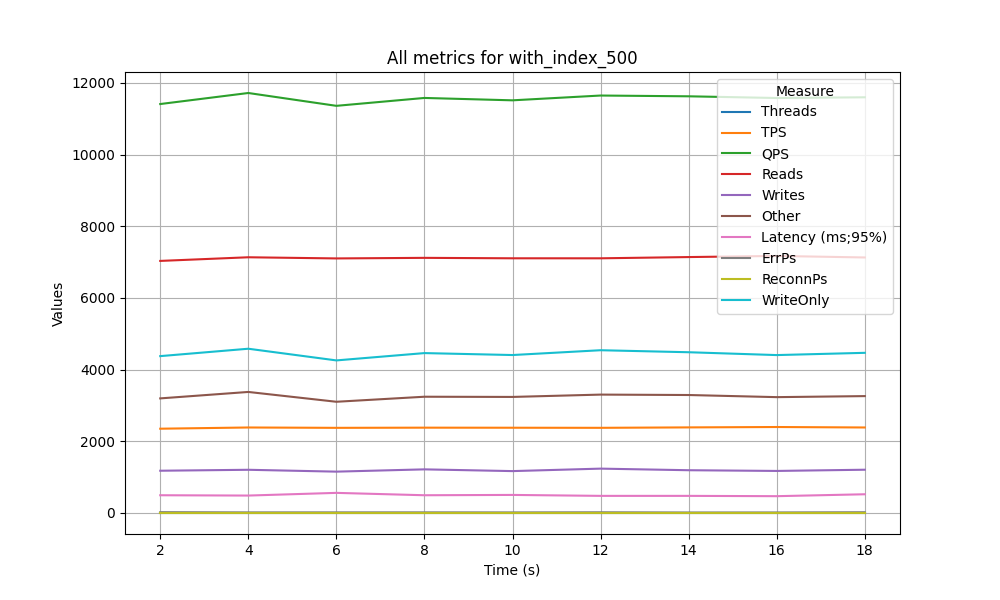 All metrics for with_index_500
12000
10000
8000
6000
4000
2000
0
Values
2 4 6 8 10 12 14 16 18
Time (s)
Measure
Threads
TPS
QPS
Reads
Writes
Other
Latency (ms;95%)
ErrPs
ReconnPs
WriteOnly